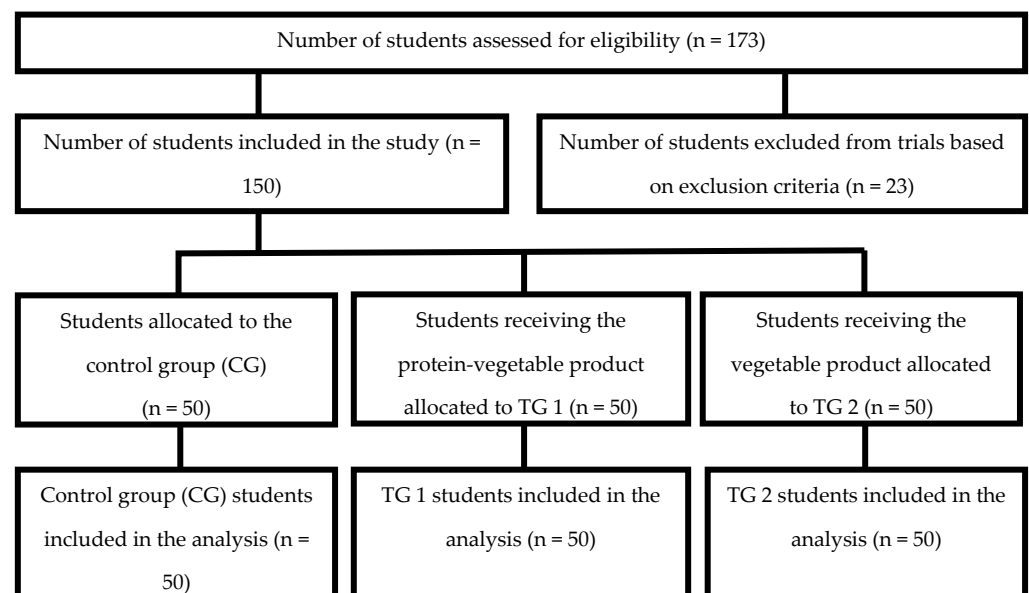 Number of students assessed for eligibility (n = 173)
Number of students included in the study (n =
150)
Number of students excluded from trials based
on exclusion criteria (n = 23)
Students allocated to the
control group (CG)
(n = 50)
Students receiving the
protein-vegetable product
allocated to TG 1 (n = 50)
Students receiving the
vegetable product allocated
to TG 2 (n = 50)
Control group (CG) students
included in the analysis (n =
50)
TG 1 students included in the
analysis (n = 50)
TG 2 students included in the
analysis (n = 50)